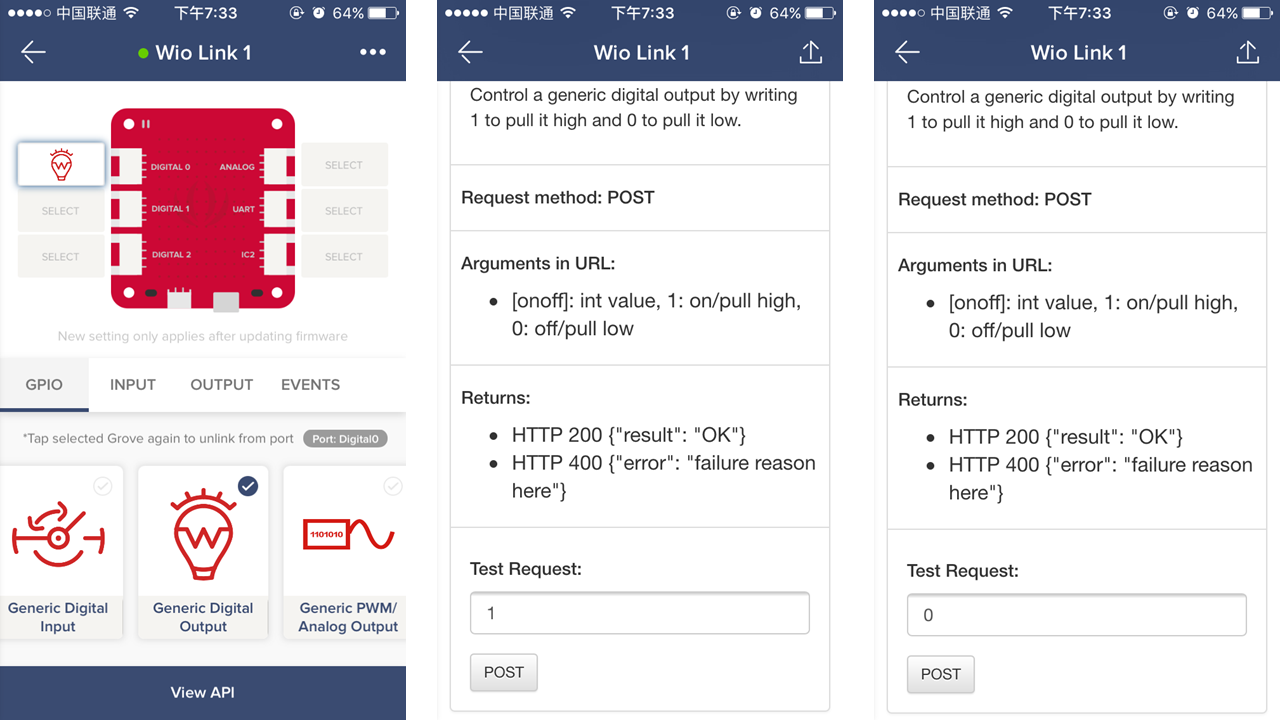 中国联通 下午7:33 64%
Wio Link 1
DIGITAL 0 ANALOG
SELECT
DIGITAL 1 UART
SELECT SELECT
DIGITAL 2 IC2
SELECT SELECT
New setting only applies after updating firmware
GPIO INPUT OUTPUT EVENTS
*Tap selected Grove again to unlink from port Port: Digital0
1101010
Generic Digital
Input
Generic Digital
Output
Generic PWM/
Analog Output
View API
中国联通 下午7:33 64%
Wio Link 1
Control a generic digital output by writing
1 to pull it high and 0 to pull it low.
Request method: POST
Arguments in URL:
• [onoff]: int value, 1: on/pull high,
0: off/pull low
Returns:
• HTTP 200 {"result": "OK"}
• HTTP 400 {"error": "failure reason
here"}
Test Request:
1
POST
中国联通 下午7:33 64%
Wio Link 1
Control a generic digital output by writing
1 to pull it high and 0 to pull it low.
Request method: POST
Arguments in URL:
• [onoff]: int value, 1: on/pull high,
0: off/pull low
Returns:
• HTTP 200 {"result": "OK"}
• HTTP 400 {"error": "failure reason
here"}
Test Request:
0
POST